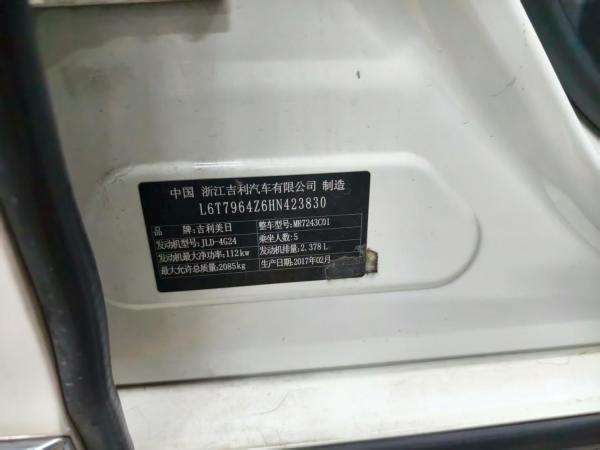 中国 浙江吉利汽车有限公司 制造
L6T7964Z6HN423830
品 牌:吉利美日 整车型号:MR7243C01
发动机型号:JLD-4G24 乘坐人数:5
发动机最大净功率:112kw 发动机排量:2.378L
最大允许总质量:2085kg 生产日期:2017年02月